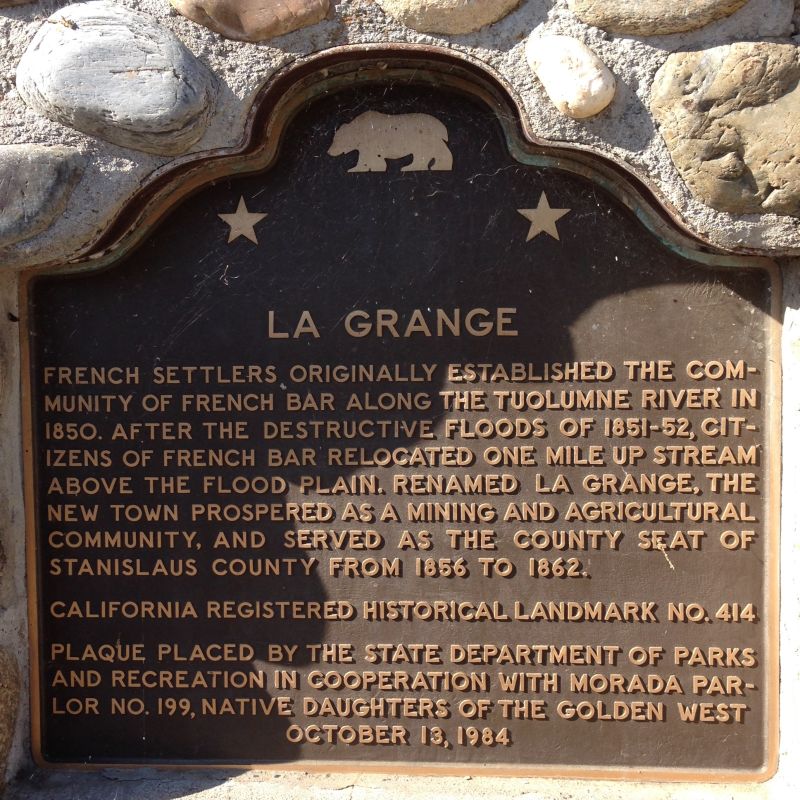 LA GRANGE
FRENCH SETTLERS ORIGINALLY ESTABLISHED THE COM-
MUNITY OF FRENCH BAR ALONG THE TUOLUMNE RIVER IN
1850. AFTER THE DESTRUCTIVE FLOODS OF 1851-52, CIT-
IZENS OF FRENCH BAR RELOCATED ONE MILE UP STREAM
ABOVE THE FLOOD PLAIN. RENAMED LA GRANGE, THE
NEW TOWN PROSPERED AS A MINING AND AGRICULTURAL
COMMUNITY, AND SERVED AS THE COUNTY SEAT OF
STANISLAUS COUNTY FROM 1856 TO 1862.
CALIFORNIA REGISTERED HISTORICAL LANDMARK NO. 414
PLAQUE PLACED BY THE STATE DEPARTMENT OF PARKS
AND RECREATION IN COOPERATION WITH MORADA PAR-
LOR NO. 199, NATIVE DAUGHTERS OF THE GOLDEN WEST
OCTOBER 13, 1984